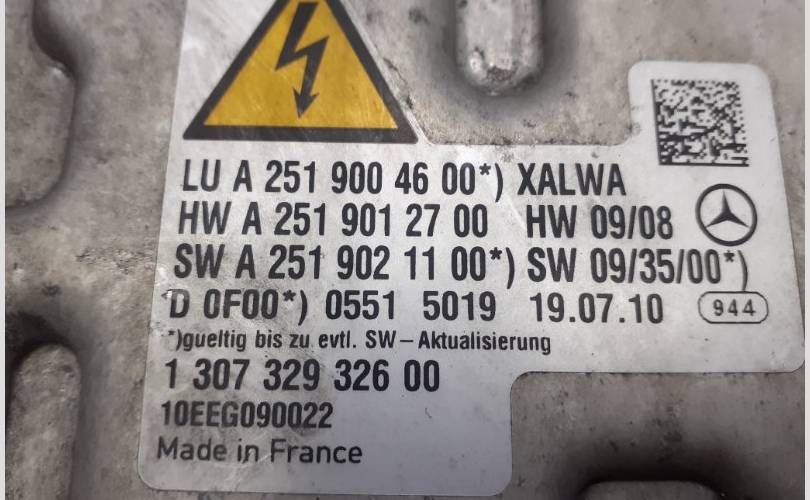 LU A 251 900 46 00*) XALWA
HW A 251 901 27 00 HW 09/08
SW A 251 902 11 00*) SW 09/35/00*)
D 0F00*) 0551 5019 19.07.10 944
*)gueltig bis zu evtl. SW-Aktualisierung
1 307 329 326 00
10EEG090022
Made in France